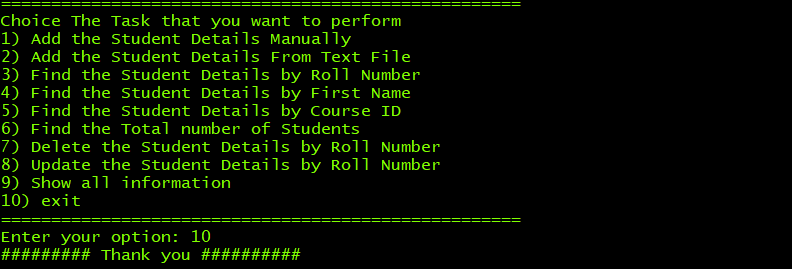 ====================================================
Choice The Task that you want to perform
1) Add the Student Details Manually
2) Add the Student Details From Text File
3) Find the Student Details by Roll Number
4) Find the Student Details by First Name
5) Find the Student Details by Course ID
6) Find the Total number of Students
7) Delete the Student Details by Roll Number
8) Update the Student Details by Roll Number
9) Show all information
10) exit
====================================================
Enter your option: 10
######### Thank you ##########